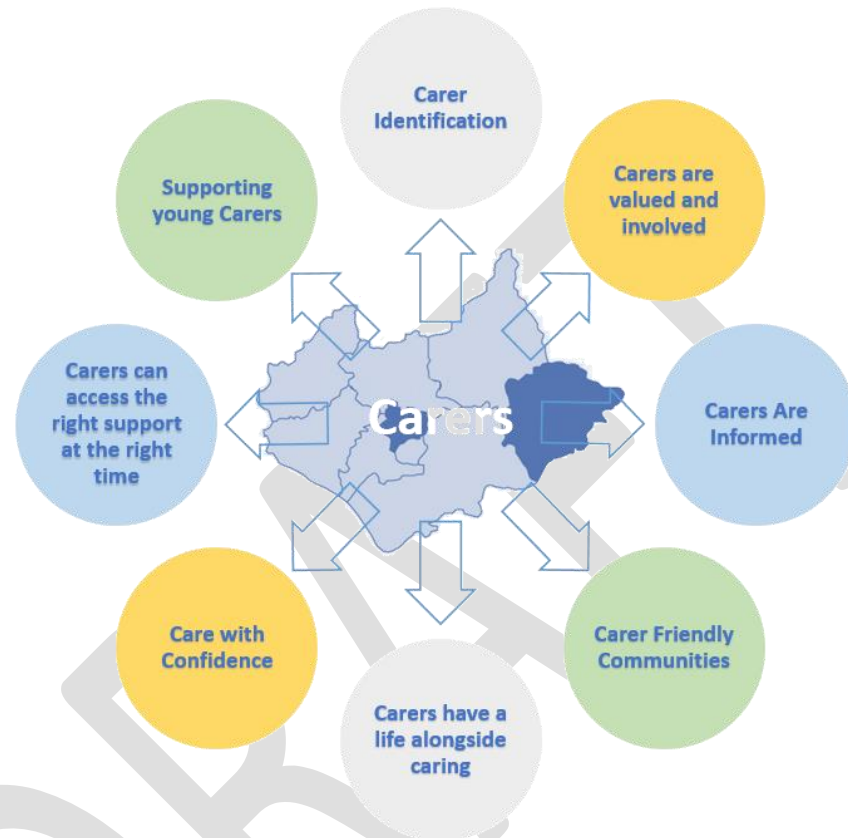 Carer
Identification
Carers are
valued and
involved
Supporting
young Carers
Carers can
access the
right support
at the right
time
Carers
Carers Are
Informed
Care with
Confidence
Carer Friendly
Communities
Carers have a
life alongside
caring
DRAFT